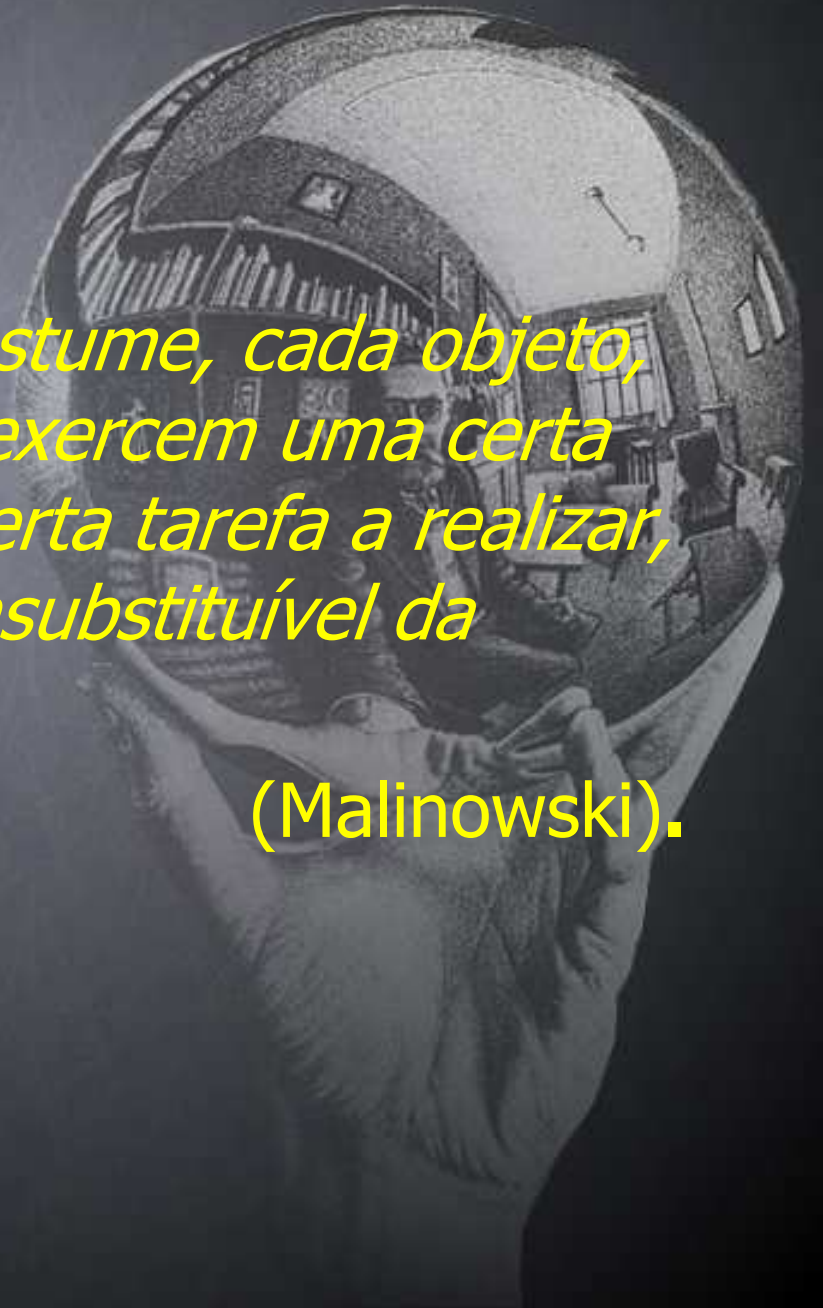 stume, cada objeto,
exercem uma certa
erta tarefa a realizar,
substituível da
(Malinowski).